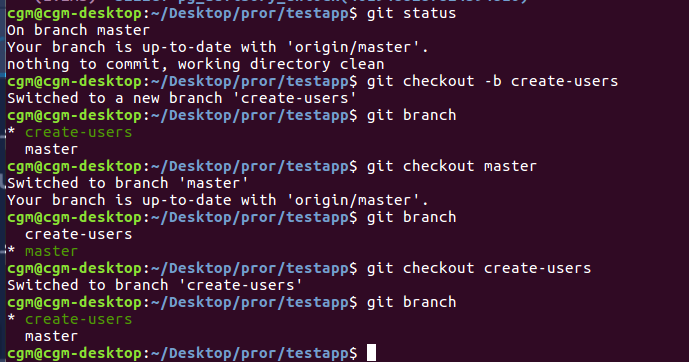 cgm@cgm-desktop:~/Desktop/pror/testapp$ git status
On branch master
Your branch is up-to-date with 'origin/master'.
nothing to commit, working directory clean
cgm@cgm-desktop:~/Desktop/pror/testapp$ git checkout -b create-users
Switched to a new branch 'create-users'
cgm@cgm-desktop:~/Desktop/pror/testapp$ git branch
* create-users
  master
cgm@cgm-desktop:~/Desktop/pror/testapp$ git checkout master
Switched to branch 'master'
Your branch is up-to-date with 'origin/master'.
cgm@cgm-desktop:~/Desktop/pror/testapp$ git branch
  create-users
* master
cgm@cgm-desktop:~/Desktop/pror/testapp$ git checkout create-users
Switched to branch 'create-users'
cgm@cgm-desktop:~/Desktop/pror/testapp$ git branch
* create-users
  master
cgm@cgm-desktop:~/Desktop/pror/testapp$